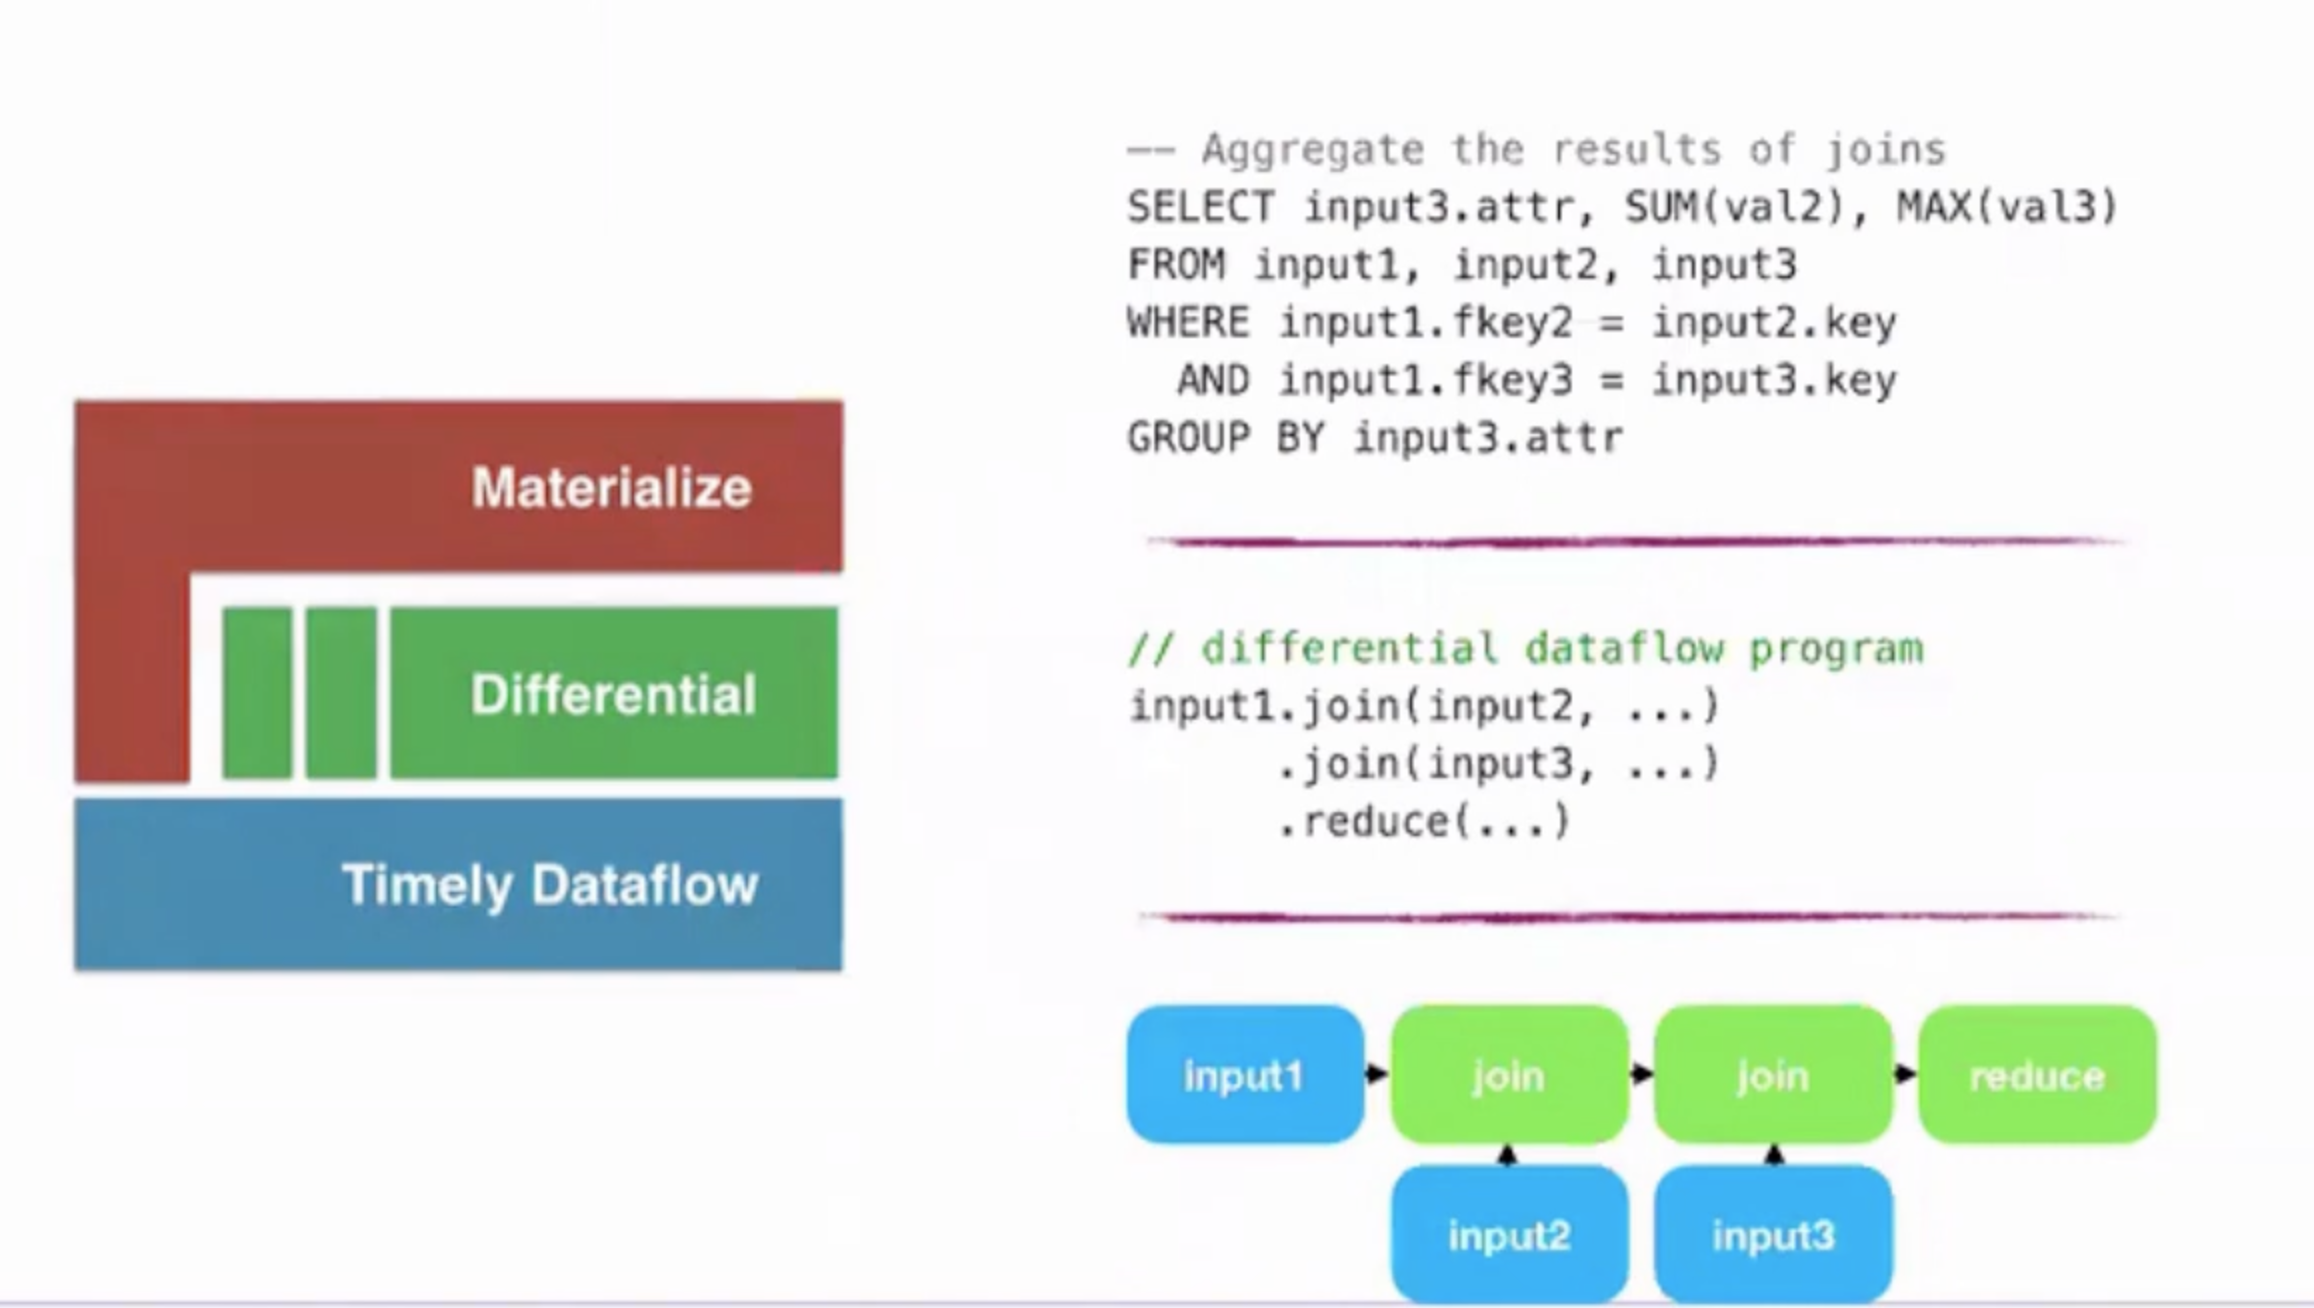 Materialize
Differential
Timely Dataflow
-- Aggregate the results of joins
SELECT input3.attr, SUM(val2), MAX(val3)
FROM input1, input2, input3
WHERE input1.fkey2 = input2.key
  AND input1.fkey3 = input3.key
GROUP BY input3.attr
// differential dataflow program
input1.join(input2, ...)
      .join(input3, ...)
      .reduce(...)
input1
join
join
reduce
input2
input3